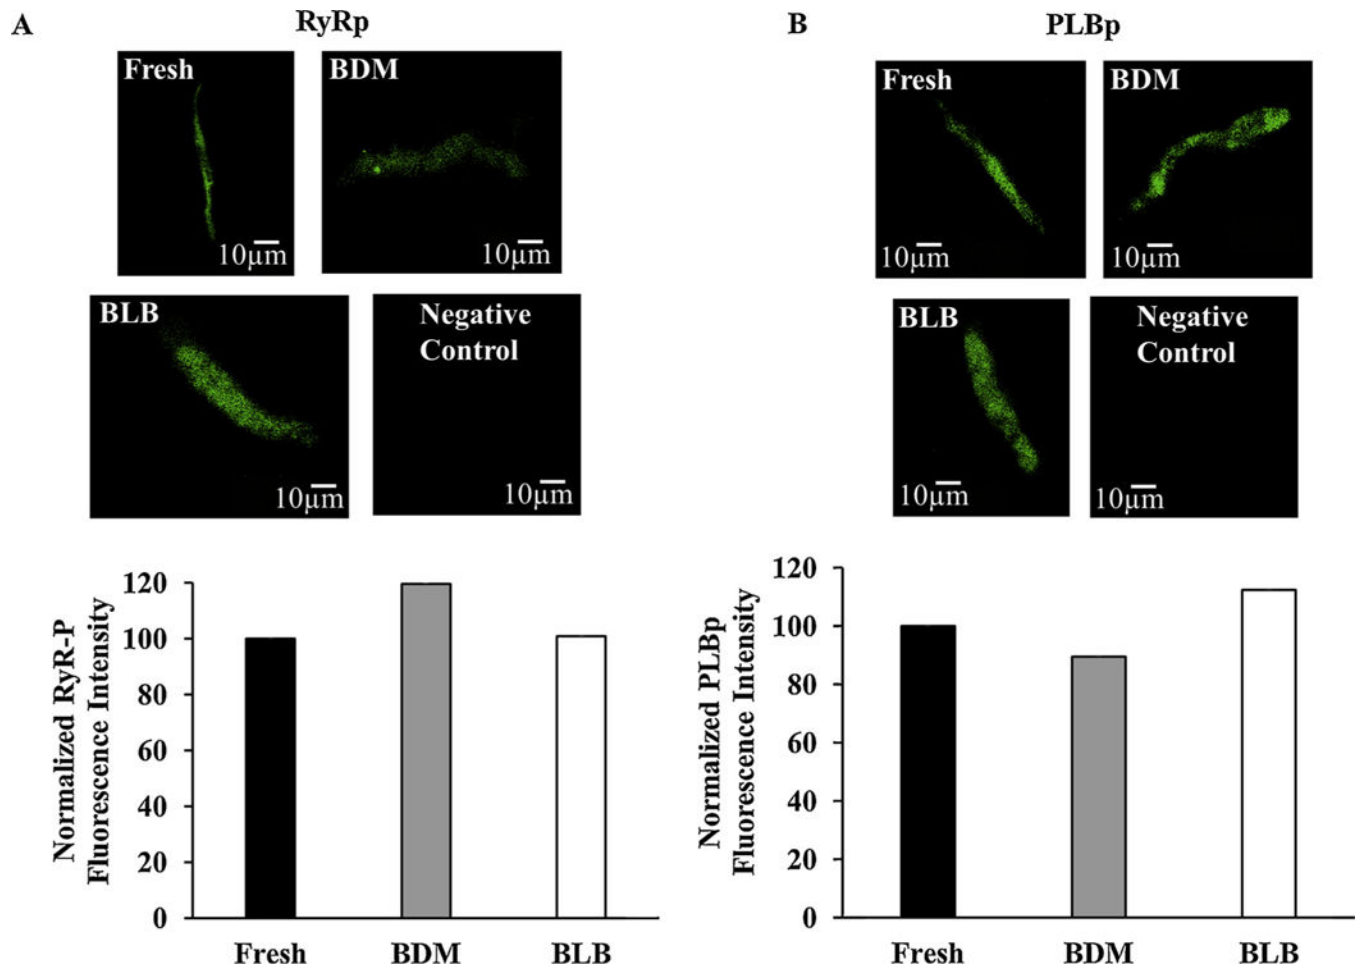 A
RyRp
Fresh
10µm
BDM
10µm
BLB
10µm
Negative
Control
10µm
Normalized RyR-P
Fluorescence Intensity
120
100
80
60
40
20
0
Fresh
BDM
BLB
B
PLBp
Fresh
10µm
BDM
10µm
BLB
10µm
Negative
Control
10µm
Normalized PLBp
Fluorescence Intensity
120
100
80
60
40
20
0
Fresh
BDM
BLB